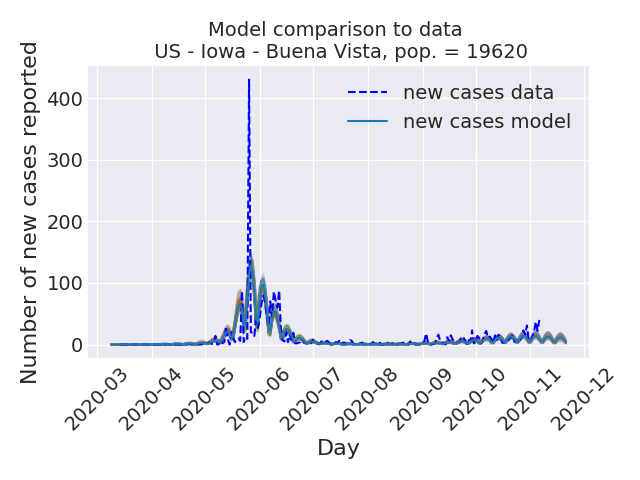 Model comparison to data
US - Iowa - Buena Vista, pop. = 19620
Number of new cases reported
400
300
200
100
0
new cases data
new cases model
2020-03
2020-04
2020-05
2020-06
2020-07
2020-08
2020-09
2020-10
2020-11
2020-12
Day